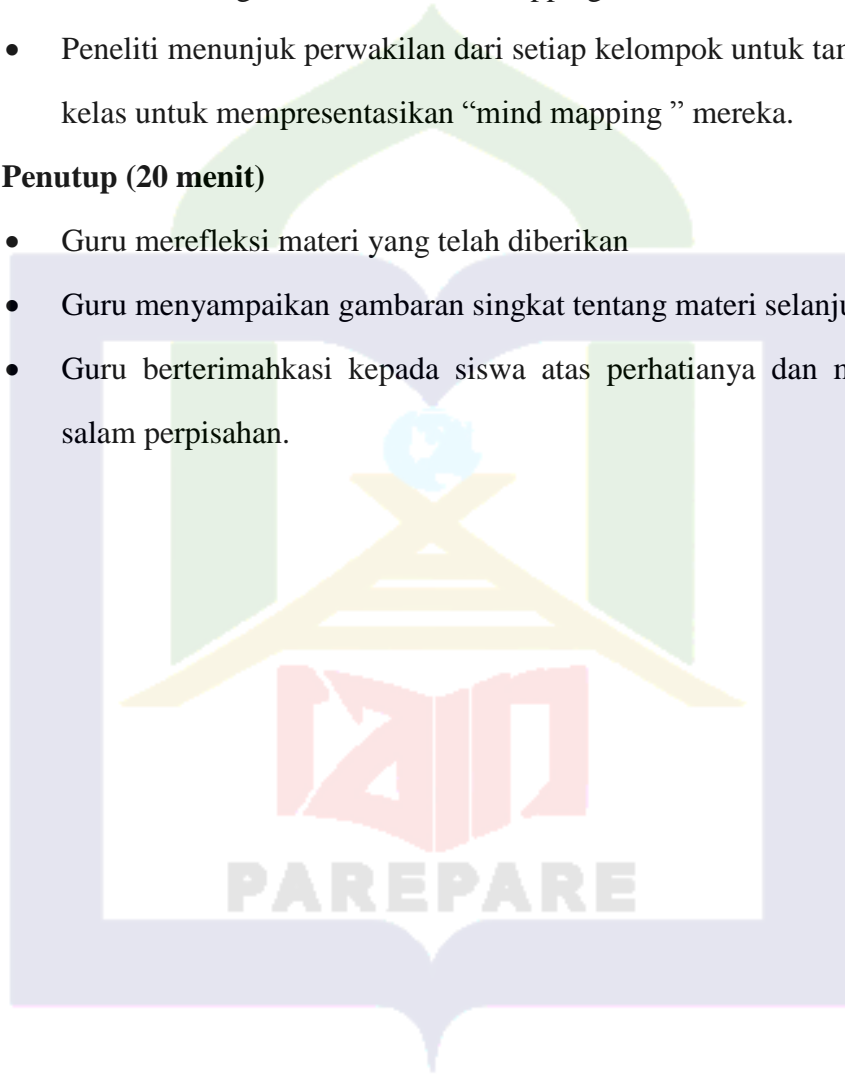 • Peneliti menunjuk perwakilan dari setiap kelompok untuk
kelas untuk mempresentasikan “mind mapping ” mereka.
Penutup (20 menit)
• Guru merefleksi materi yang telah diberikan
• Guru menyampaikan gambaran singkat tentang materi
• Guru berterimahkasi kepada siswa atas perhatianya dan
salam perpisahan.
IAIN
PAREPARE